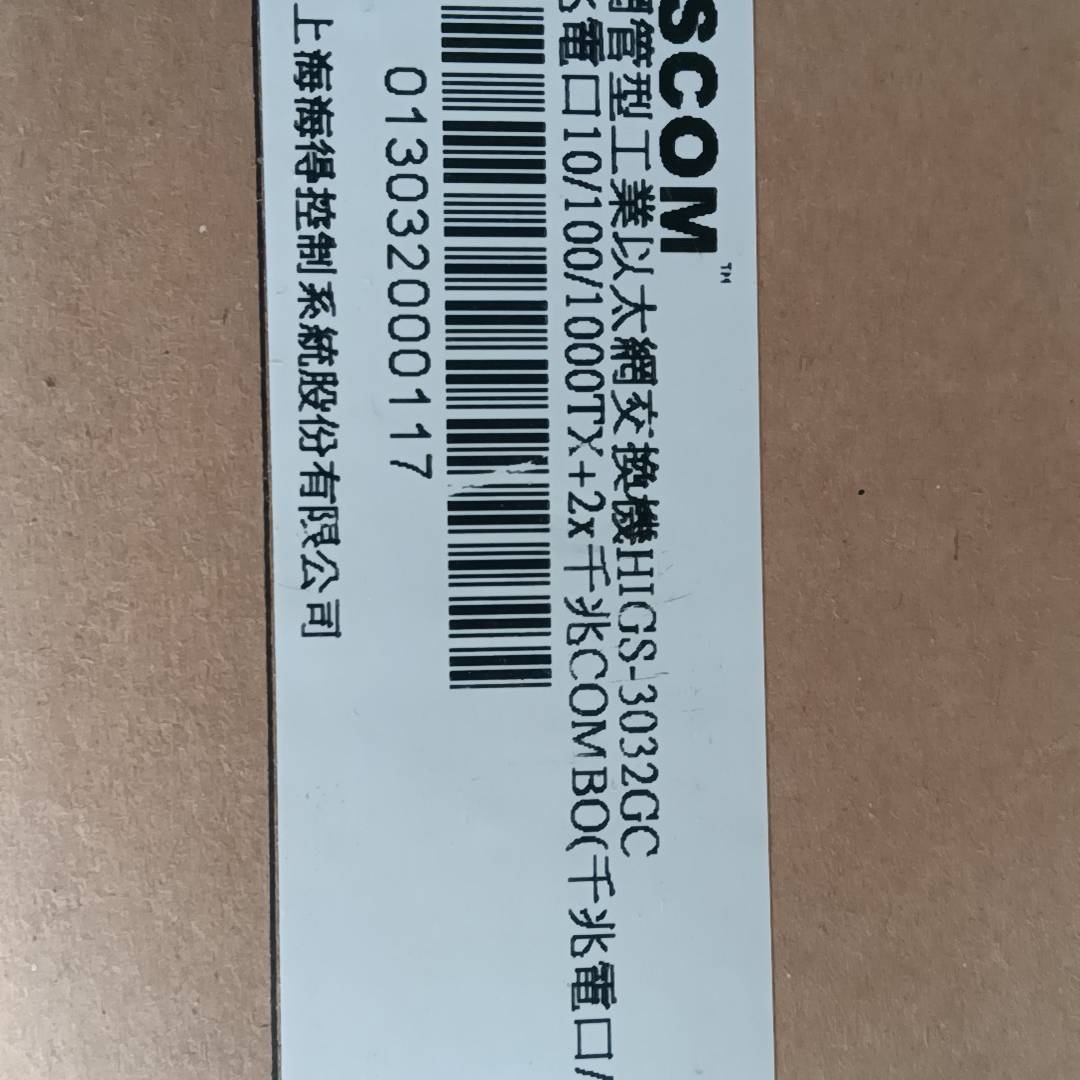 SCOM™
管型工業以太網交換機HIGS-3032GC
電口10/100/1000TX+2x千兆COMBO(千兆電口/
0130320200117
上海海得控制系統股份有限公司